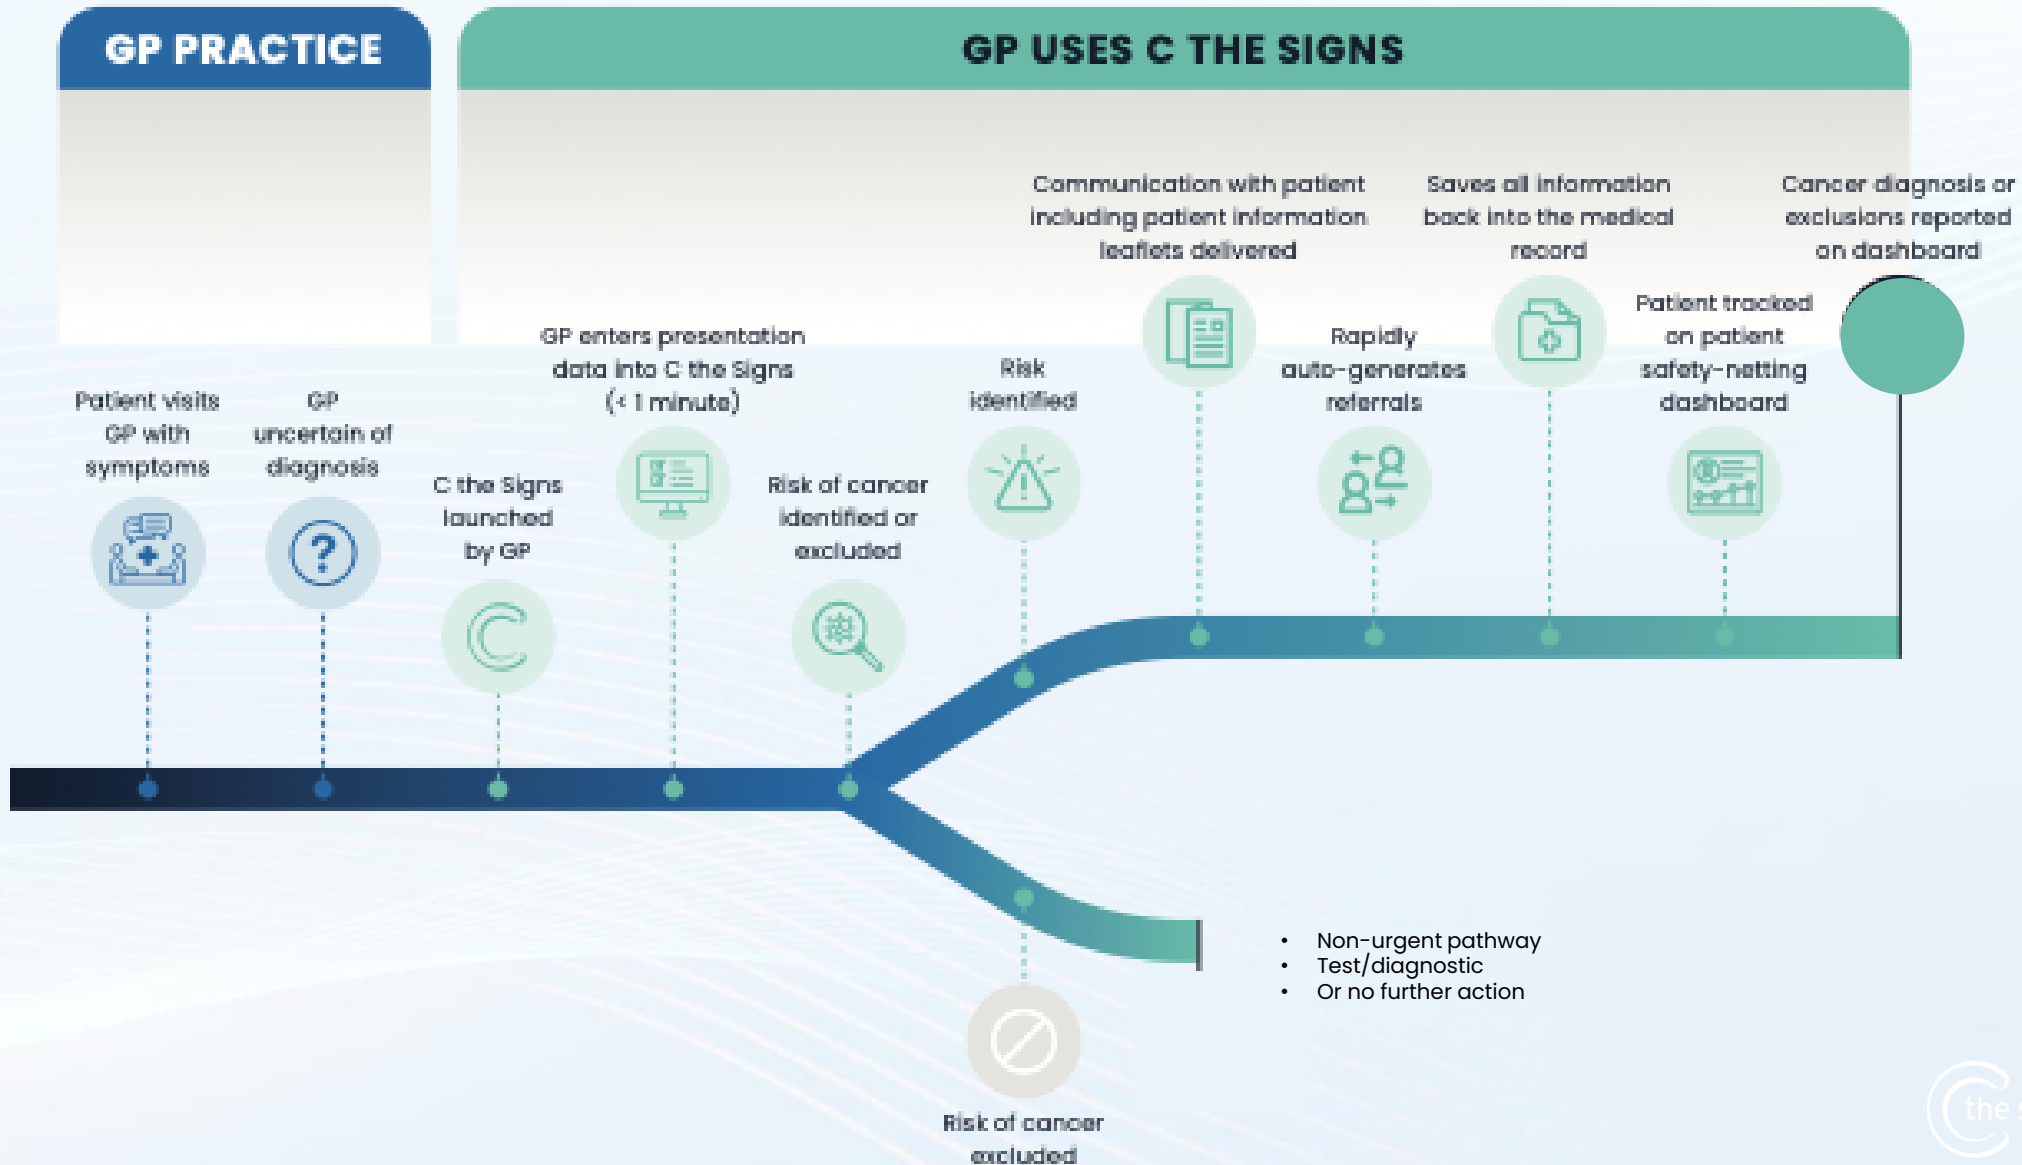 GP PRACTICE
GP USES C THE SIGNS
Patient visits
GP with
symptoms
GP
uncertain of
diagnosis
C the Signs
launched
by GP
GP enters presentation
data into C the Signs
(< 1 minute)
Risk of cancer
identified or
excluded
Risk
identified
Communication with patient
including patient information
leaflets delivered
Rapidly
auto-generates
referrals
Saves all information
back into the medical
record
Patient tracked
on patient
safety-netting
dashboard
Cancer diagnosis or
exclusions reported
on dashboard
?
C
• Non-urgent pathway
• Test/diagnostic
• Or no further action
Risk of cancer
excluded
C the s